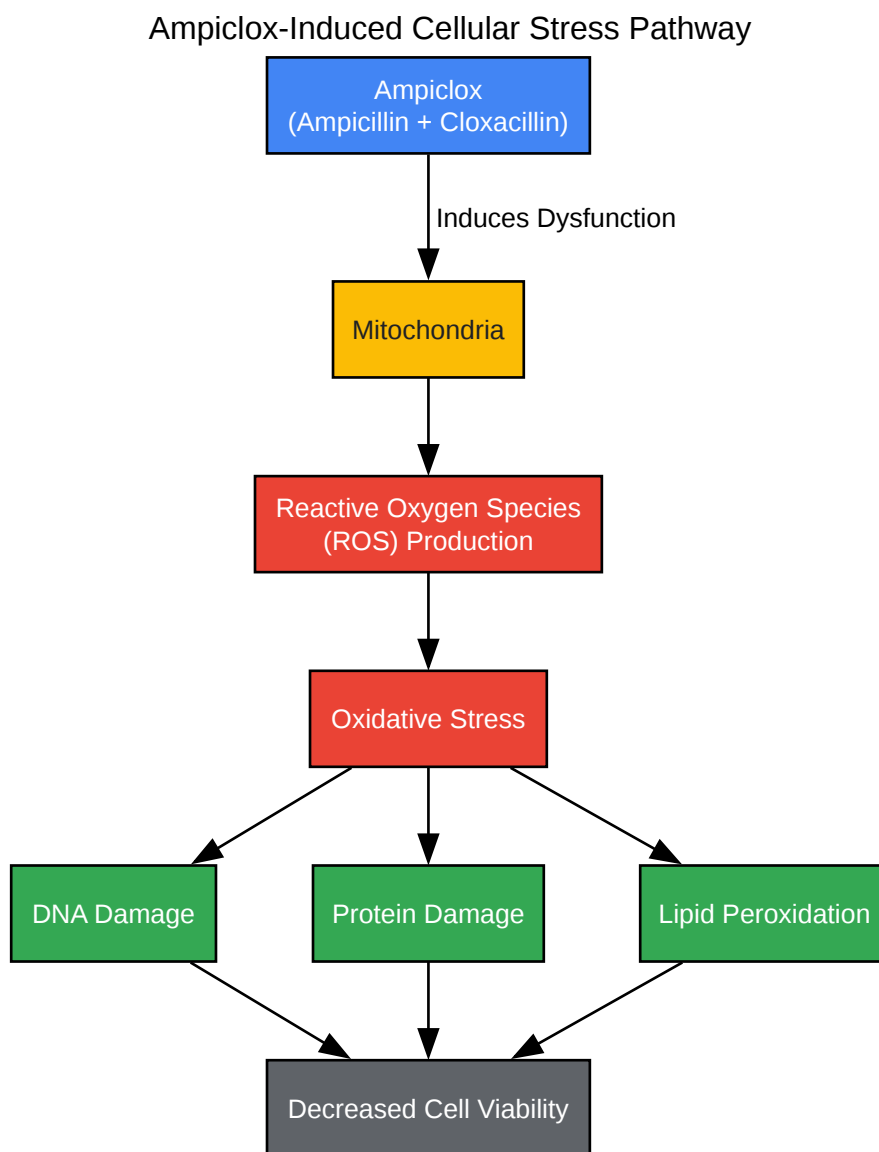 Ampiclox-Induced Cellular Stress Pathway
Ampiclox
(Ampicillin + Cloxacillin)
Induces Dysfunction
Mitochondria
Reactive Oxygen Species
(ROS) Production
Oxidative Stress
DNA Damage
Protein Damage
Lipid Peroxidation
Decreased Cell Viability